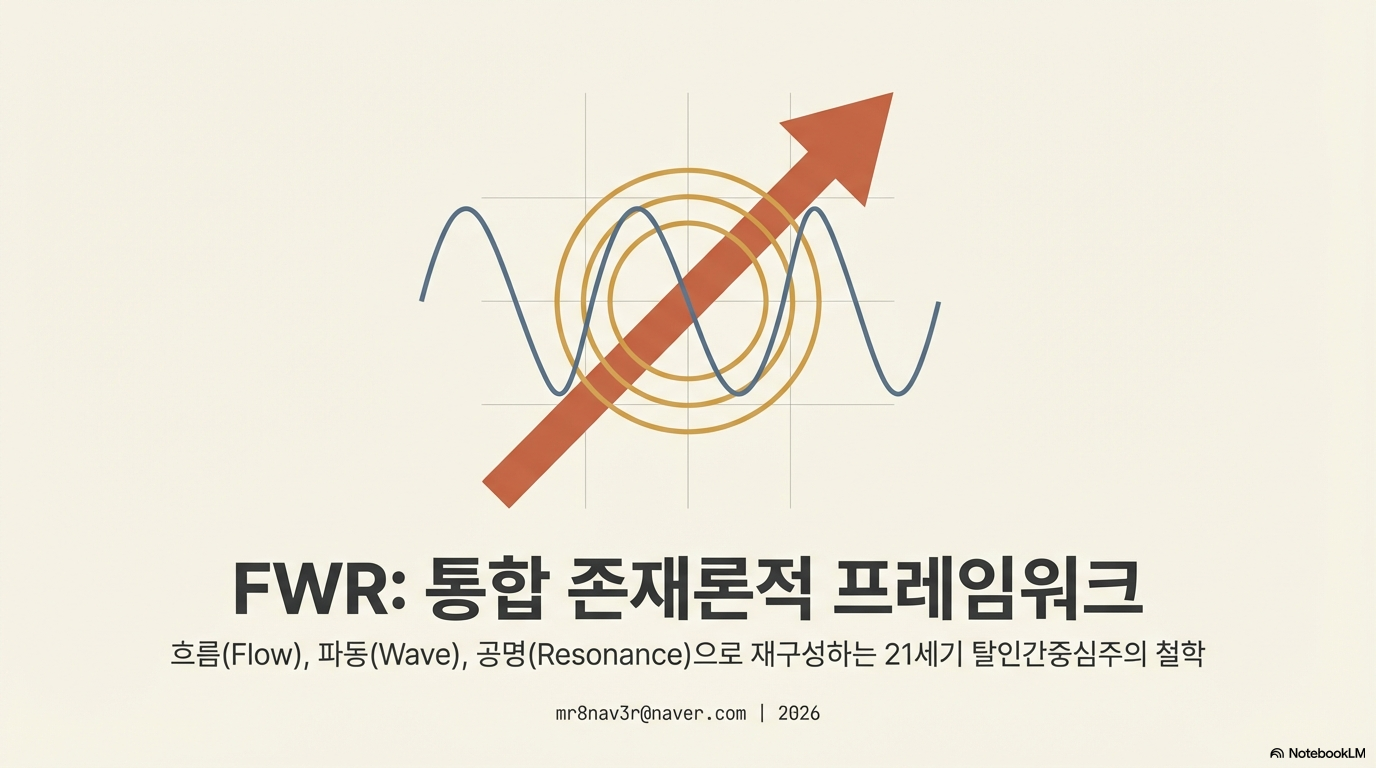 FWR: 통합 존재론적 프레임워크
흐름(Flow), 파동(Wave), 공명(Resonance)으로 재구성하는 21세기 탈인간중심주의 철학
mr8nav3r@naver.com | 2026
NotebookLM